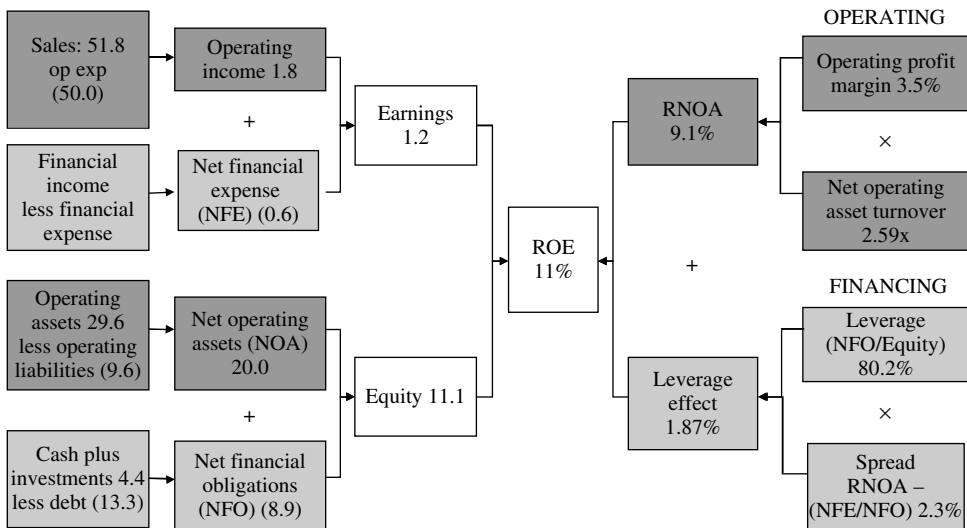 Sales: 51.8
op exp
(50.0)
Operating
income 1.8
+
Financial
income
less financial
expense
Net financial
expense
(NFE) (0.6)
Earnings
1.2
Operating
assets 29.6
less operating
liabilities (9.6)
Net operating
assets (NOA)
20.0
+
Cash plus
investments 4.4
less debt (13.3)
Net financial
obligations
(NFO) (8.9)
Equity 11.1
ROE
11%
RNOA
9.1%
+
Leverage
effect
1.87%
OPERATING
Operating profit
margin 3.5%
×
Net operating
asset turnover
2.59x
FINANCING
Leverage
(NFO/Equity)
80.2%
×
Spread
RNOA –
(NFE/NFO) 2.3%